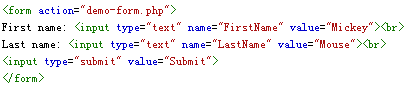 <form action="demo-form.php">
First name: <input type="text" name="FirstName" value="Mickey"><br>
Last name: <input type="text" name="LastName" value="Mouse"><br>
<input type="submit" value="Submit">
</form>